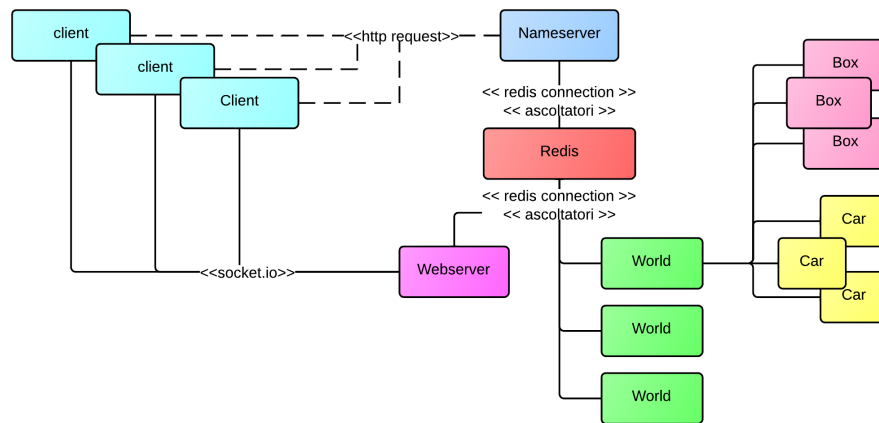 client
<<http request>>
Nameserver
client
Client
Box
Box
Box
<< redis connection >>
<< ascoltatori >>
Redis
<< redis connection >>
<< ascoltatori >>
Car
Car
Car
World
Webserver
<<socket.io>>
World
World